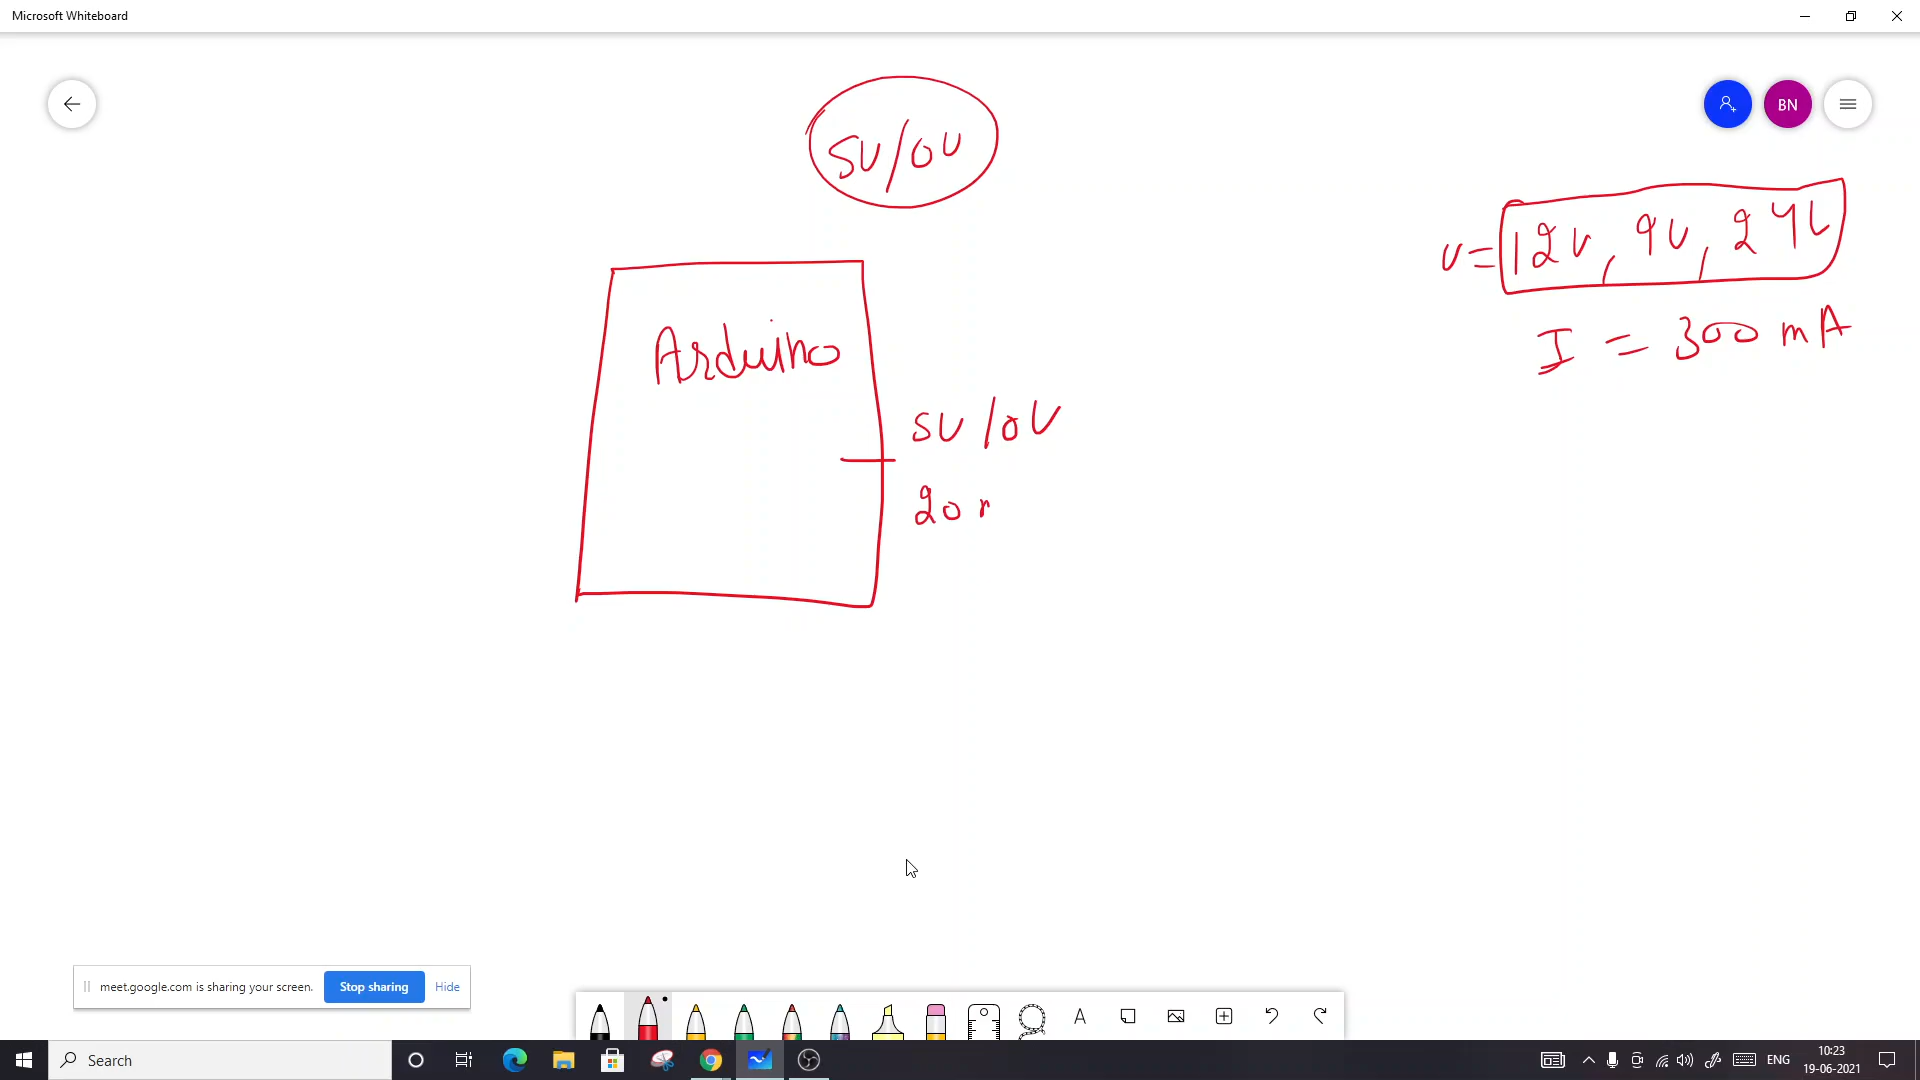 Microsoft Whiteboard
BN
5V/0V
V= 12V, 9V, 24V
I = 300 mA
Arduino
5V/0V
20 m
meet.google.com is sharing your screen. Stop sharing Hide
A
Search
ENG
10:23
19-06-2021